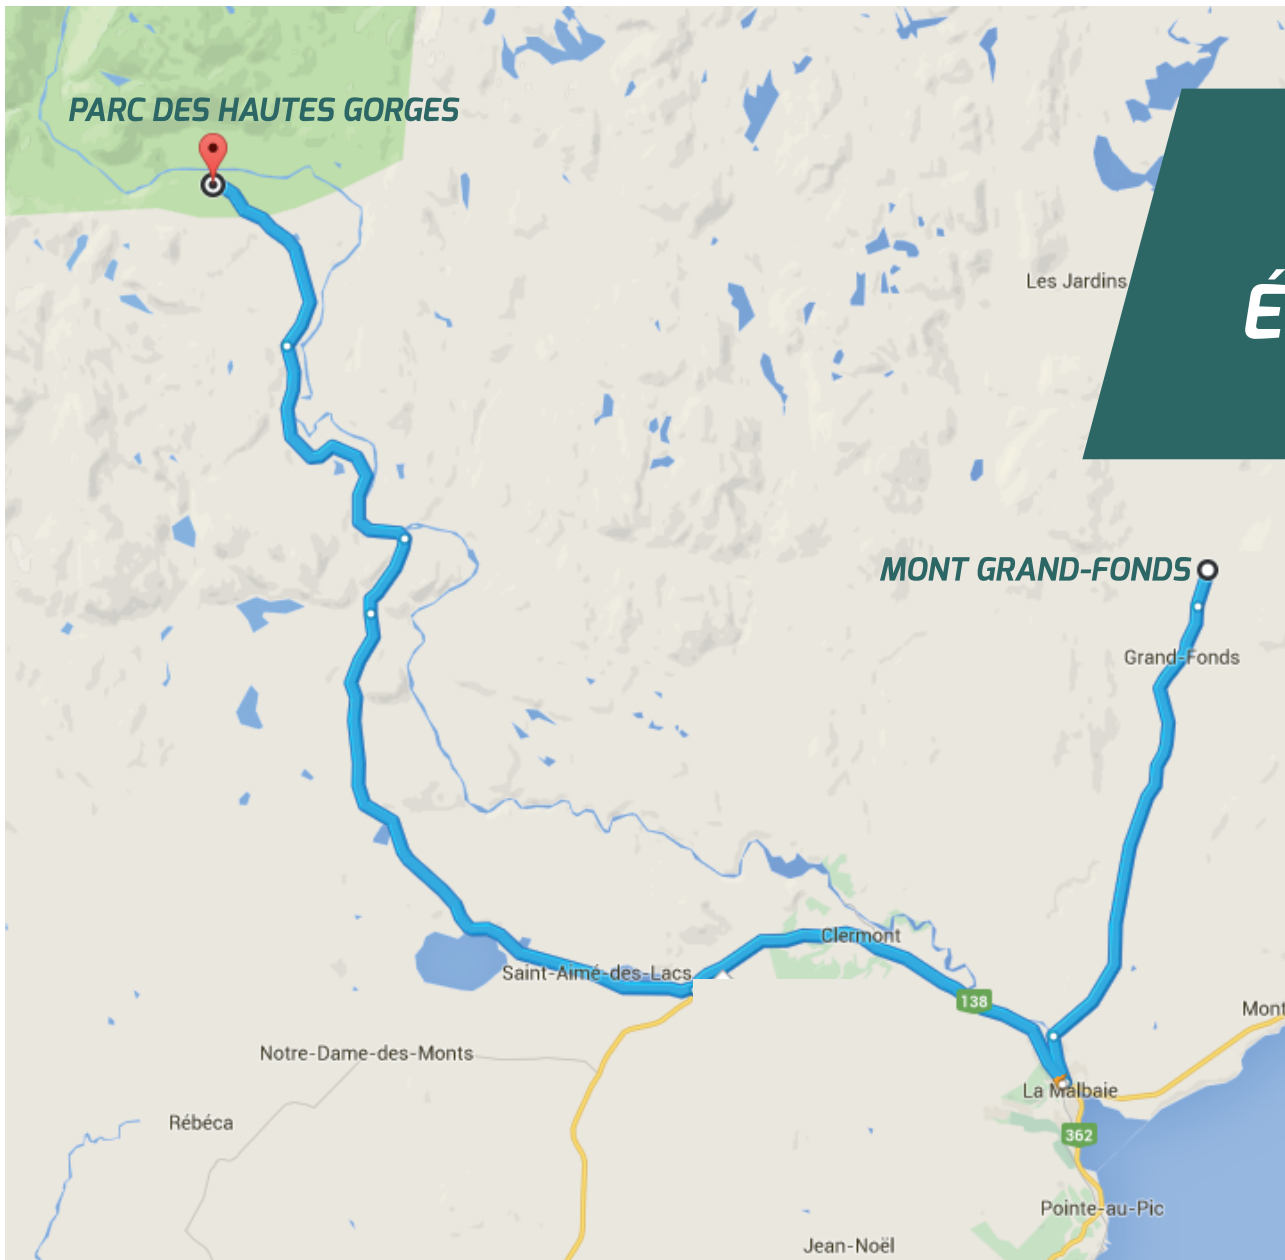 PARC DES HAUTES GORGES
Les Jardins
É
MONT GRAND-FONDS
Grand-Fonds
Clermont
Saint-Aimé-des-Lacs
138
Mont
Notre-Dame-des-Monts
La Malbaie
Rébéca
362
Pointe-au-Pic
Jean-Noël